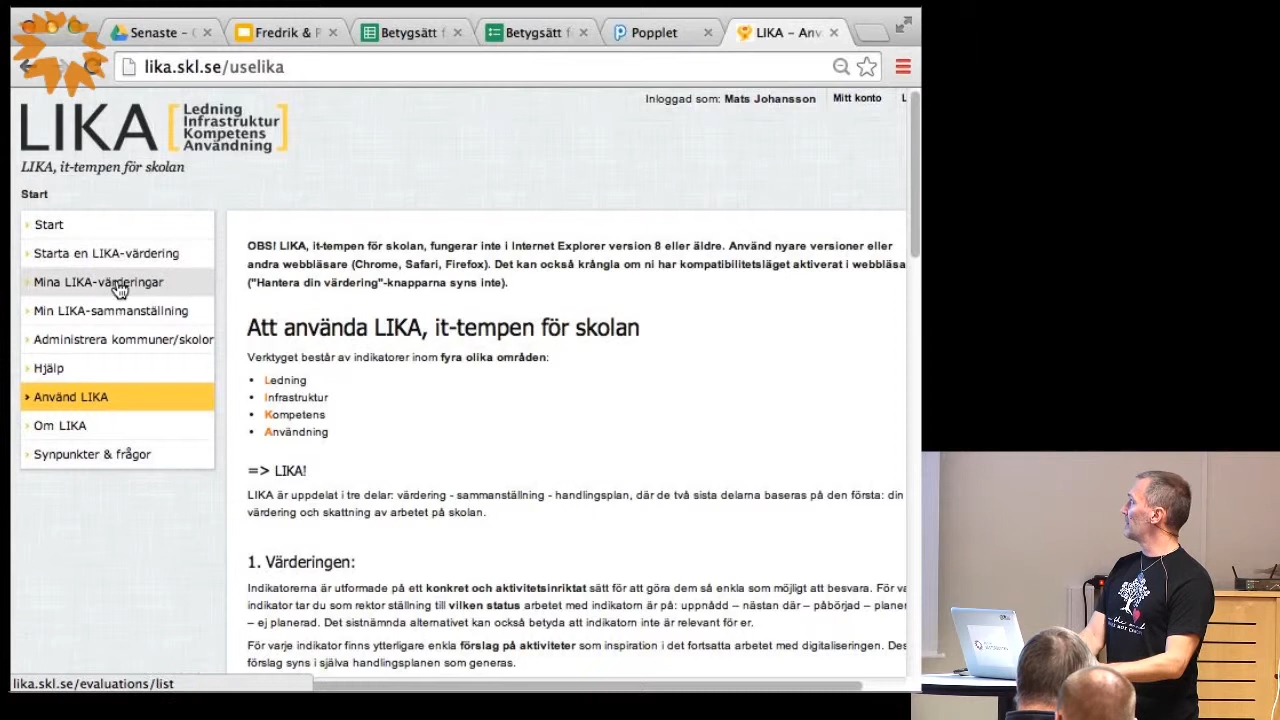 Senaste - 
Fredrik & P
Betygsätt f
Betygsätt f
Popplet
LIKA – Anv
lika.skl.se/uselika
Inloggad som: Mats Johansson
Mitt konto
L
LIKA
Ledning
Infrastruktur
Kompetens
Användning
LIKA, it-tempen för skolan
Start
Start
Starta en LIKA-värdering
Mina LIKA-värderingar
Min LIKA-sammanställning
Administrera kommuner/skolor
Hjälp
Använd LIKA
Om LIKA
Synpunkter & frågor
OBS! LIKA, it-tempen för skolan, fungerar inte i Internet Explorer version 8 eller äldre. Använd nyare versioner eller
andra webbläsare (Chrome, Safari, Firefox). Det kan också krångla om ni har kompatibilitetsläget aktiverat i webbläsa
("Hantera din värdering"-knapparna syns inte).
Att använda LIKA, it-tempen för skolan
Verktyget består av indikatorer inom fyra olika områden:
• Ledning
• Infrastruktur
• Kompetens
• Användning
=> LIKA!
LIKA är uppdelat i tre delar: värdering - sammanställning - handlingsplan, där de två sista delarna baseras på den första: din
värdering och skattning av arbetet på skolan.
1. Värderingen:
Indikatorerna är utformade på ett konkret och aktivitetsinriktat sätt för att göra dem så enkla som möjligt att besvara. För va
indikator tar du som rektor ställning till vilken status arbetet med indikatorn är på: uppnådd – nästan där – påbörjad – planer
– ej planerad. Det sistnämnda alternativet kan också betyda att indikatorn inte är relevant för er.
För varje indikator finns ytterligare enkla förslag på aktiviteter som inspiration i det fortsatta arbetet med digitaliseringen. Des
förslag syns i själva handlingsplanen som generas.
lika.skl.se/evaluations/list